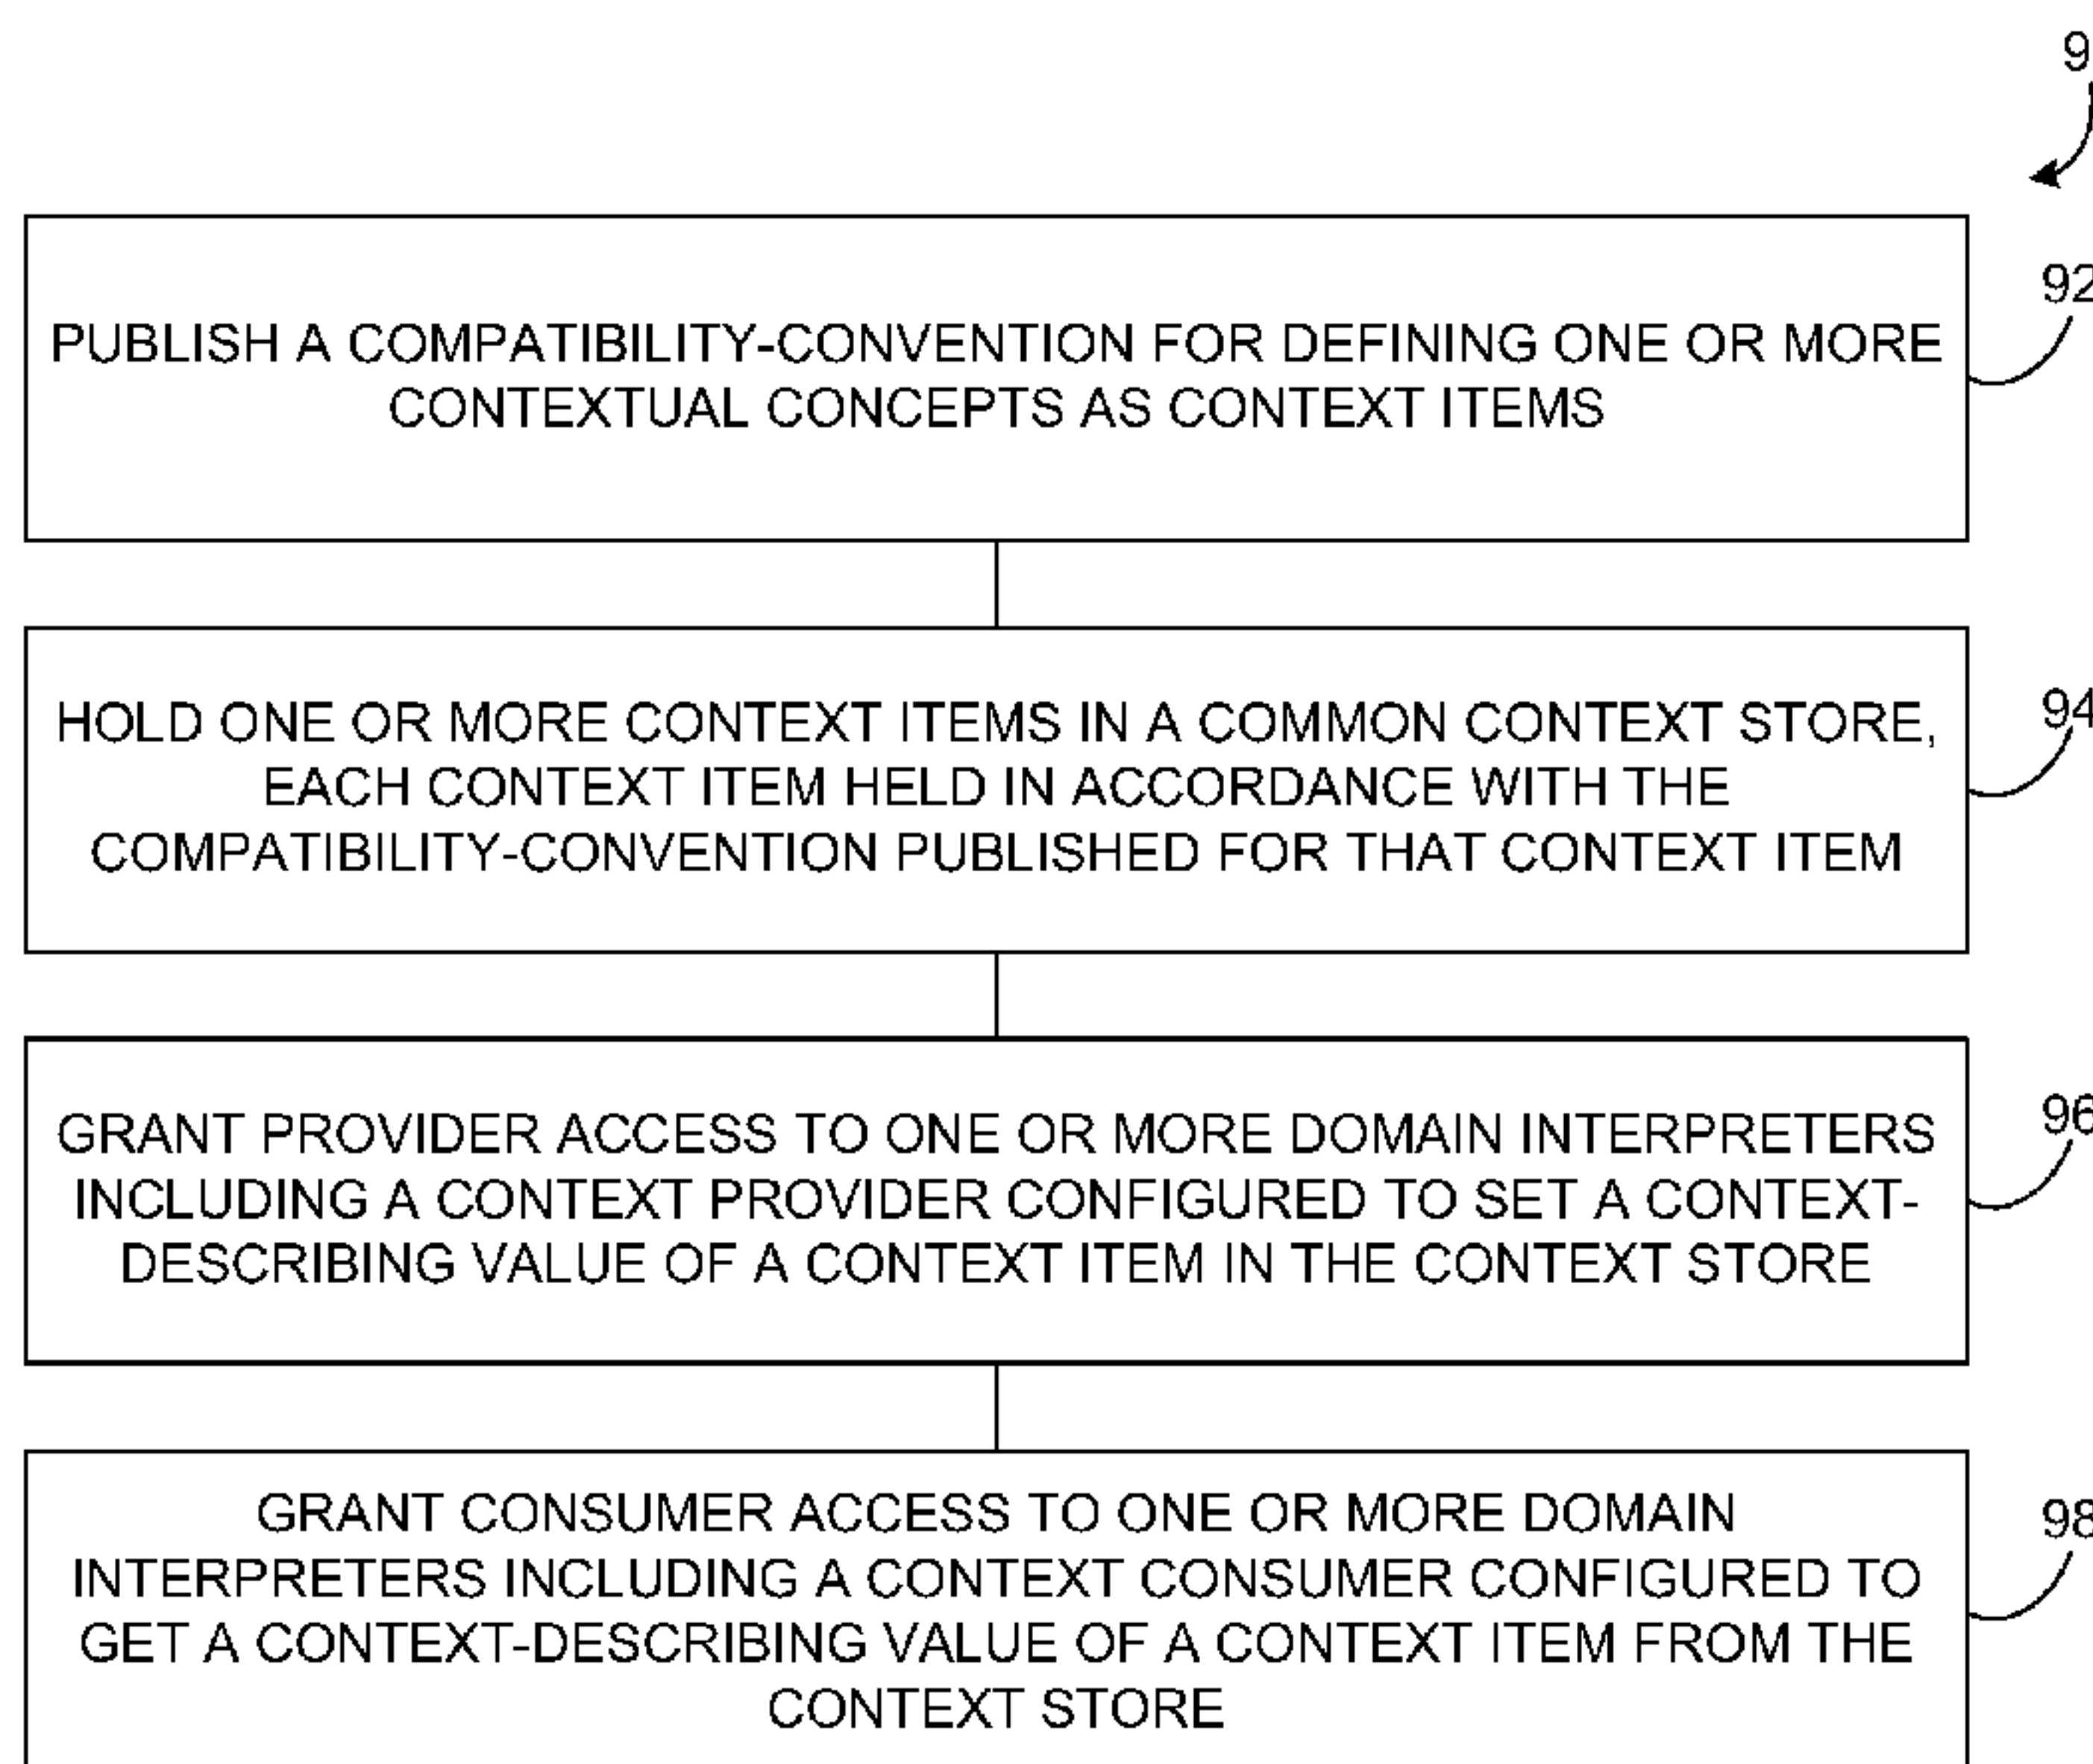 9
92
PUBLISH A COMPATIBILITY-CONVENTION FOR DEFINING ONE OR MORE
CONTEXTUAL CONCEPTS AS CONTEXT ITEMS
94
HOLD ONE OR MORE CONTEXT ITEMS IN A COMMON CONTEXT STORE,
EACH CONTEXT ITEM HELD IN ACCORDANCE WITH THE
COMPATIBILITY-CONVENTION PUBLISHED FOR THAT CONTEXT ITEM
96
GRANT PROVIDER ACCESS TO ONE OR MORE DOMAIN INTERPRETERS
INCLUDING A CONTEXT PROVIDER CONFIGURED TO SET A CONTEXT-
DESCRIBING VALUE OF A CONTEXT ITEM IN THE CONTEXT STORE
98
GRANT CONSUMER ACCESS TO ONE OR MORE DOMAIN
INTERPRETERS INCLUDING A CONTEXT CONSUMER CONFIGURED TO
GET A CONTEXT-DESCRIBING VALUE OF A CONTEXT ITEM FROM THE
CONTEXT STORE